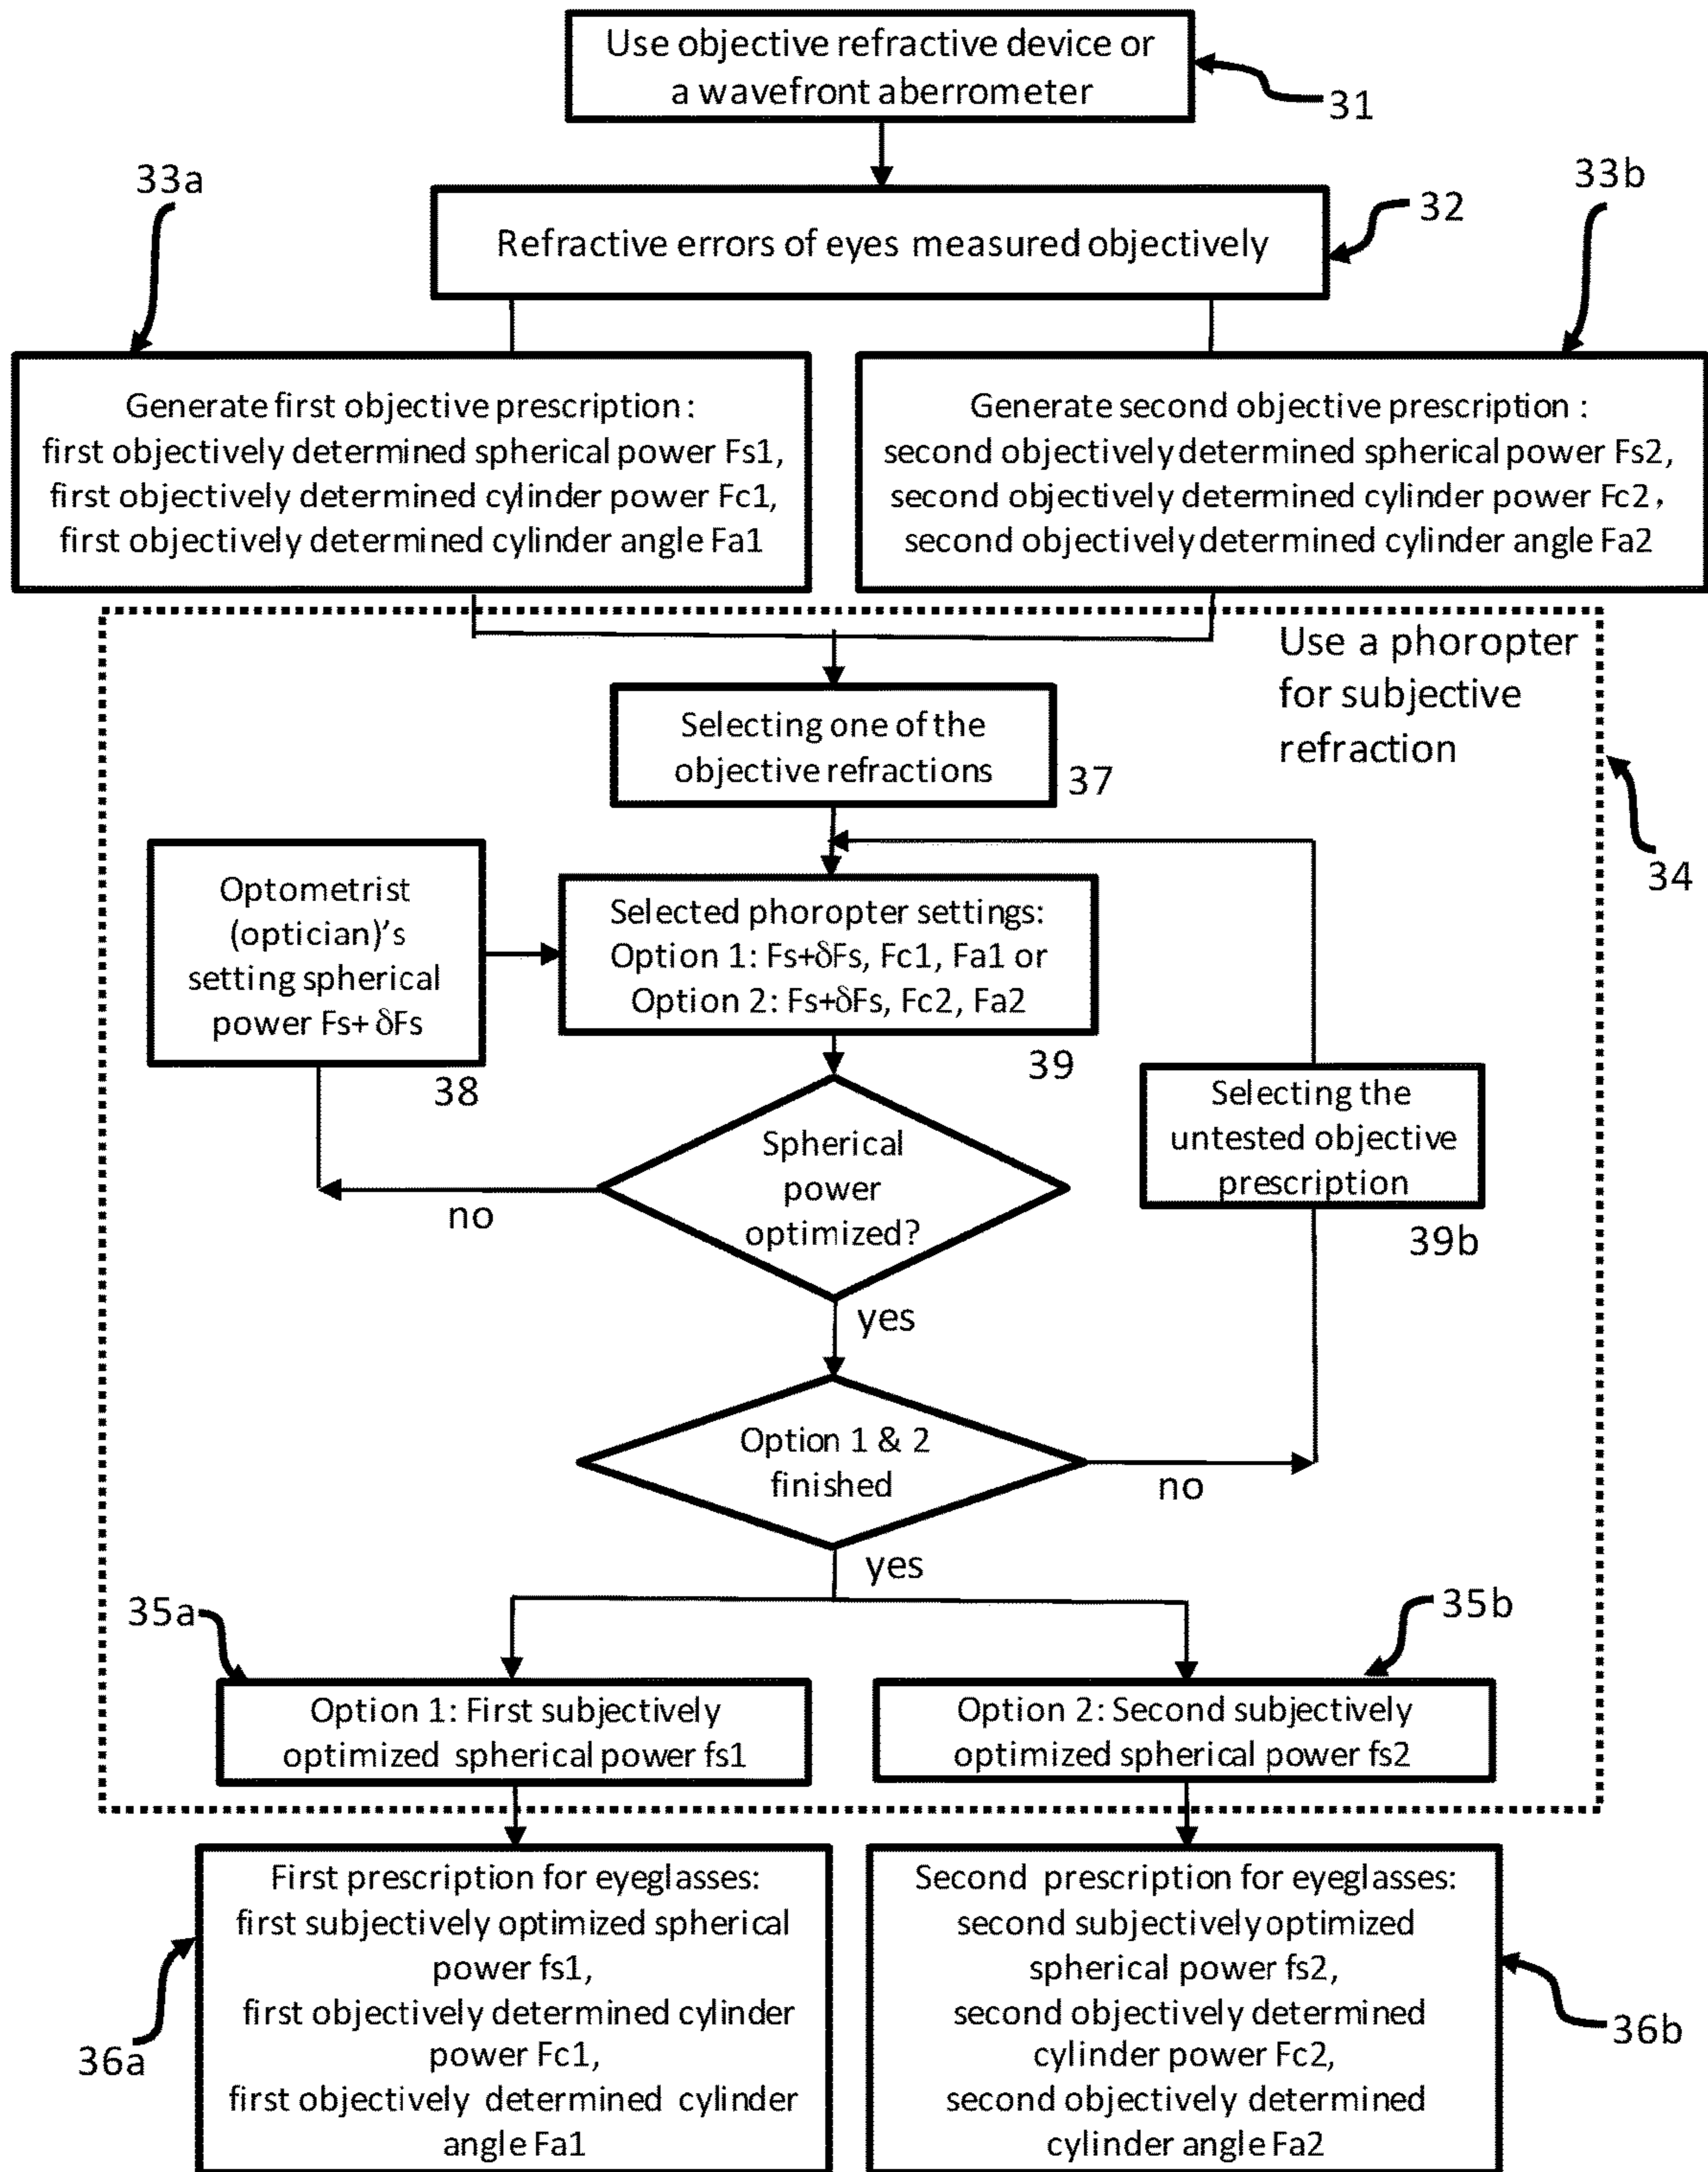 Use objective refractive device or
a wavefront aberrometer
31
33a
33b
32
Refractive errors of eyes measured objectively
Generate first objective prescription :
first objectively determined spherical power Fs1,
first objectively determined cylinder power Fc1,
first objectively determined cylinder angle Fa1
Generate second objective prescription :
second objectively determined spherical power Fs2,
second objectively determined cylinder power Fc2，
second objectively determined cylinder angle Fa2
Use a phoropter
for subjective
refraction
34
Selecting one of the
objective refractions
37
Optometrist
(optician)'s
setting spherical
power Fs+ δFs
38
Selected phoropter settings:
Option 1: Fs+δFs, Fc1, Fa1 or
Option 2: Fs+δFs, Fc2, Fa2
39
Selecting the
untested objective
prescription
39b
Spherical
power
optimized?
no
yes
Option 1 & 2
finished
no
yes
35a
35b
Option 1: First subjectively
optimized spherical power fs1
Option 2: Second subjectively
optimized spherical power fs2
First prescription for eyeglasses:
first subjectively optimized spherical
power fs1,
first objectively determined cylinder
power Fc1,
first objectively determined cylinder
angle Fa1
36a
Second prescription for eyeglasses:
second subjectively optimized
spherical power fs2,
second objectively determined
cylinder power Fc2,
second objectively determined
cylinder angle Fa2
36b